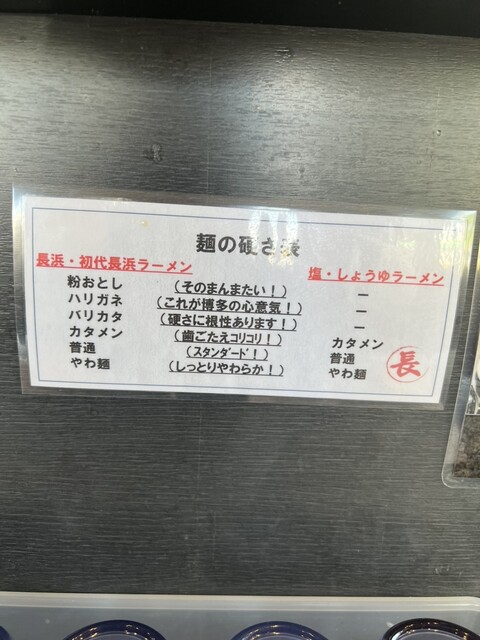 麺の硬さ表
長浜・初代長浜ラーメン 塩・しょうゆラーメン
粉おとし (そのまんまたい!) ー
ハリガネ (これが博多の心意気!) ー
バリカタ (硬さに根性あります!) ー
カタメン (歯ごたえコリコリ!) カタメン
普通 (スタンダード!) 普通
やわ麺 (しっとりやわらか!) やわ麺
長